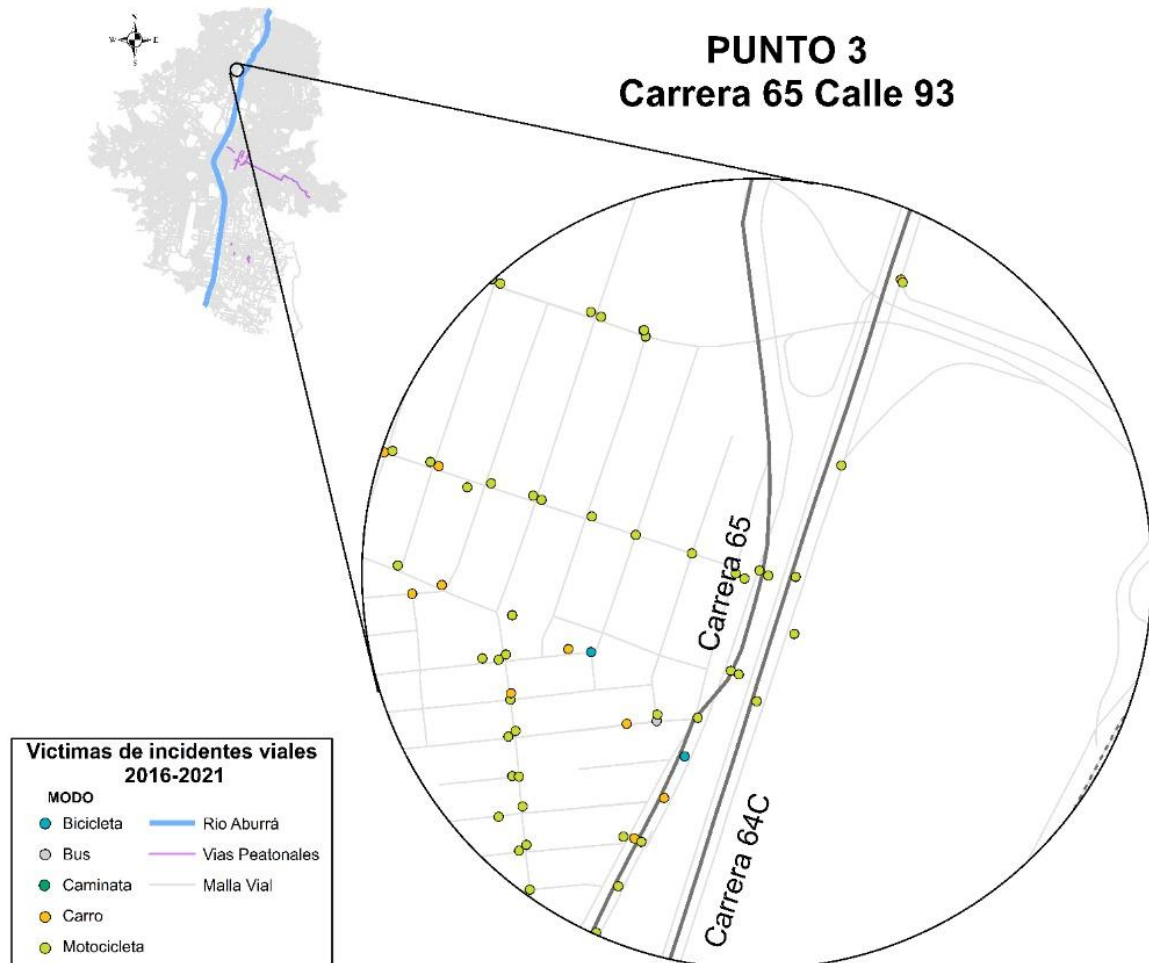 N
W E
S
PUNTO 3
Carrera 65 Calle 93
Carrera 65
Carrera 64C
Victimas de incidentes viales
2016-2021
MODO
Bicicleta
Rio Aburrá
Bus
Vias Peatonales
Caminata
Malla Vial
Carro
Motocicleta